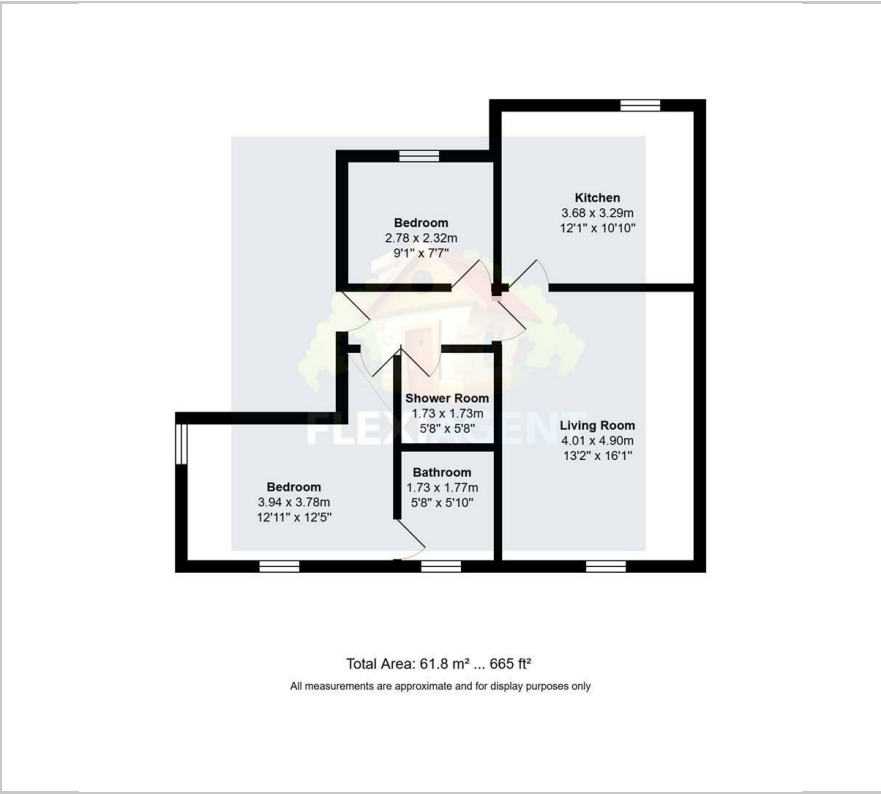 Kitchen
3.68 x 3.29m
12'1" x 10'10"
Bedroom
2.78 x 2.32m
9'1" x 7'7"
Shower Room
1.73 x 1.73m
5'8" x 5'8"
Living Room
4.01 x 4.90m
13'2" x 16'1"
FLEXI AGENT
Bathroom
1.73 x 1.77m
5'8" x 5'10"
Bedroom
3.94 x 3.78m
12'11" x 12'5"
Total Area: 61.8 m² ... 665 ft²
All measurements are approximate and for display purposes only